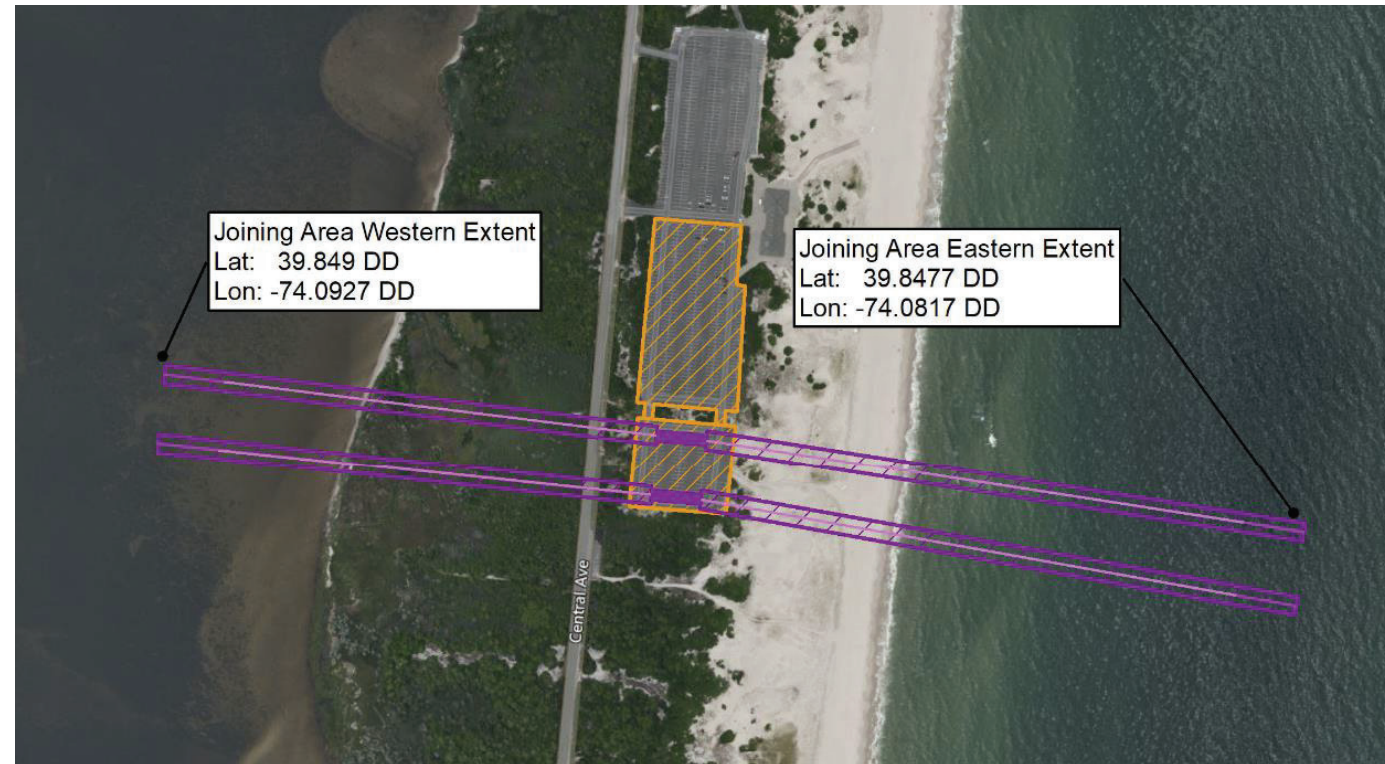 Joining Area Western Extent
Lat: 39.849 DD
Lon: -74.0927 DD
Joining Area Eastern Extent
Lat: 39.8477 DD
Lon: -74.0817 DD
Central Ave